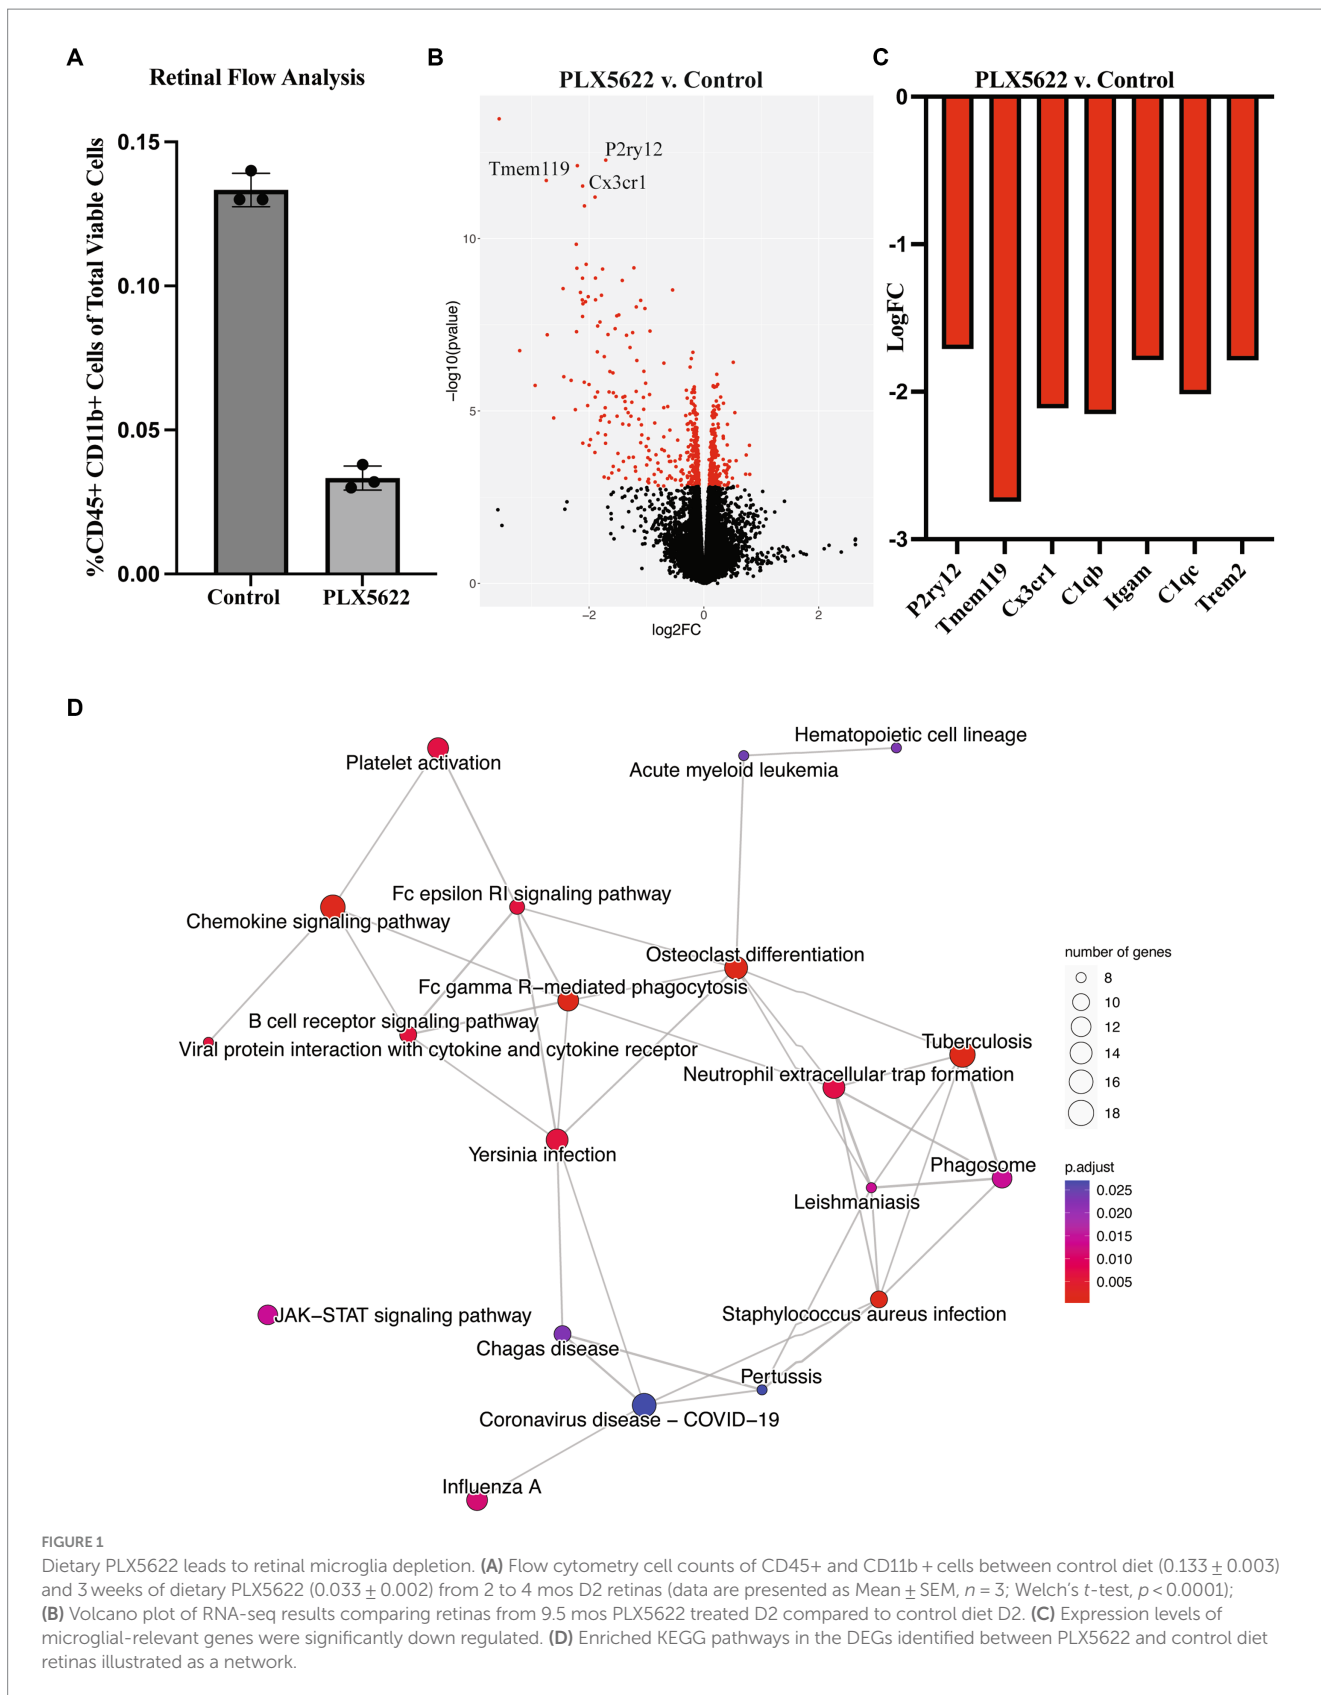 A
Retinal Flow Analysis
%CD45+ CD11b+ Cells of Total Viable Cells
0.15
0.10
0.05
0.00
Control
PLX5622
B
PLX5622 v. Control
P2ry12
Tmem119
Cx3cr1
−log10(pvalue)
10
5
0
−2
0
2
log2FC
C
PLX5622 v. Control
LogFC
0
-1
-2
-3
P2ry12
Tmem119
Cx3cr1
C1qb
Itgam
C1qc
Trem2
D
Hematopoietic cell lineage
Platelet activation
Acute myeloid leukemia
Fc epsilon RI signaling pathway
Chemokine signaling pathway
Osteoclast differentiation
Fc gamma R−mediated phagocytosis
B cell receptor signaling pathway
Viral protein interaction with cytokine and cytokine receptor
Tuberculosis
Neutrophil extracellular trap formation
Yersinia infection
Phagosome
Leishmaniasis
Staphylococcus aureus infection
JAK−STAT signaling pathway
Chagas disease
Pertussis
Coronavirus disease − COVID−19
Influenza A
number of genes
8
10
12
14
16
18
p.adjust
0.025
0.020
0.015
0.010
0.005
FIGURE 1
Dietary PLX5622 leads to retinal microglia depletion. (A) Flow cytometry cell counts of CD45+ and CD11b + cells between control diet (0.133 ± 0.003)
and 3 weeks of dietary PLX5622 (0.033 ± 0.002) from 2 to 4 mos D2 retinas (data are presented as Mean ± SEM, n = 3; Welch's t-test, p < 0.0001);
(B) Volcano plot of RNA-seq results comparing retinas from 9.5 mos PLX5622 treated D2 compared to control diet D2. (C) Expression levels of
microglial-relevant genes were significantly down regulated. (D) Enriched KEGG pathways in the DEGs identified between PLX5622 and control diet
retinas illustrated as a network.